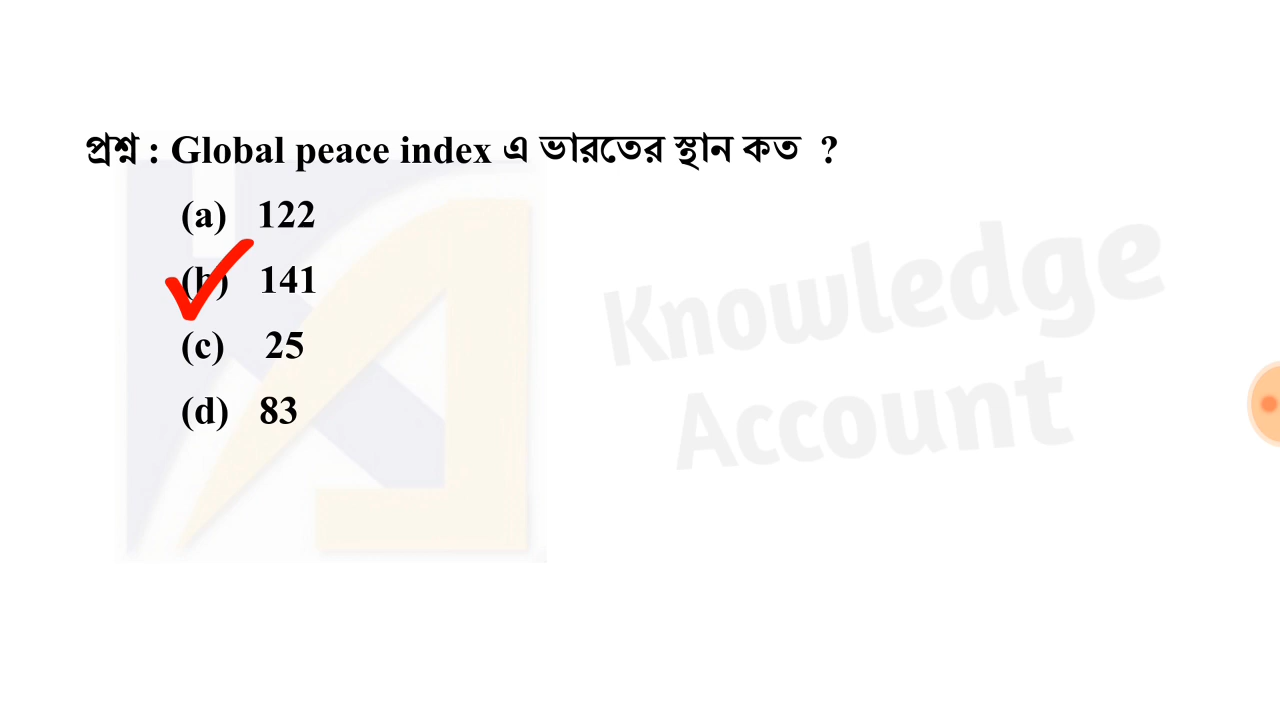 প্রশ্ন : Global peace index এ ভারতের স্থান কত ?
(a) 122
(b) 141
(c) 25
(d) 83
Knowledge
Account